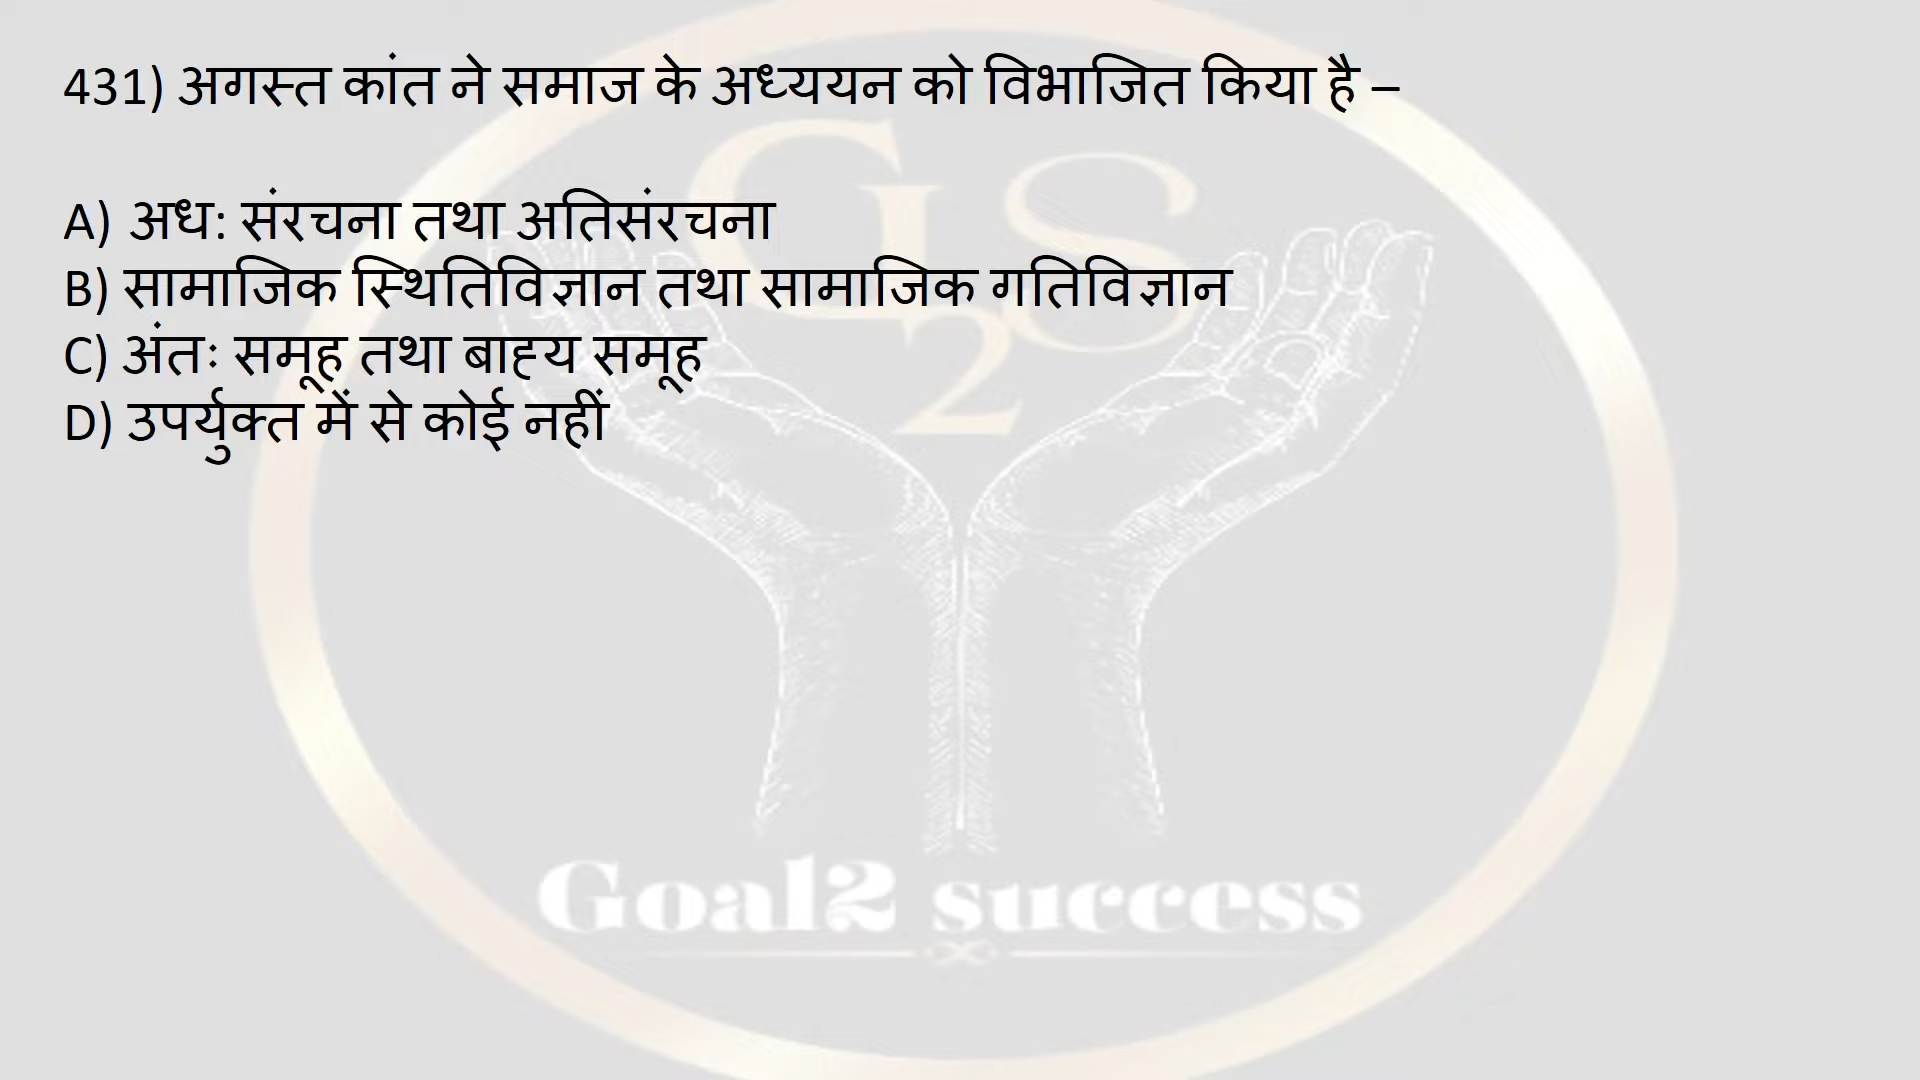 431) अगस्त कांत ने समाज के अध्ययन को विभाजित किया है –
A) अध: संरचना तथा अतिसंरचना
B) सामाजिक स्थितिविज्ञान तथा सामाजिक गतिविज्ञान
C) अंतः समूह तथा बाह्य समूह
D) उपर्युक्त में से कोई नहीं
G2S
Goal2 success